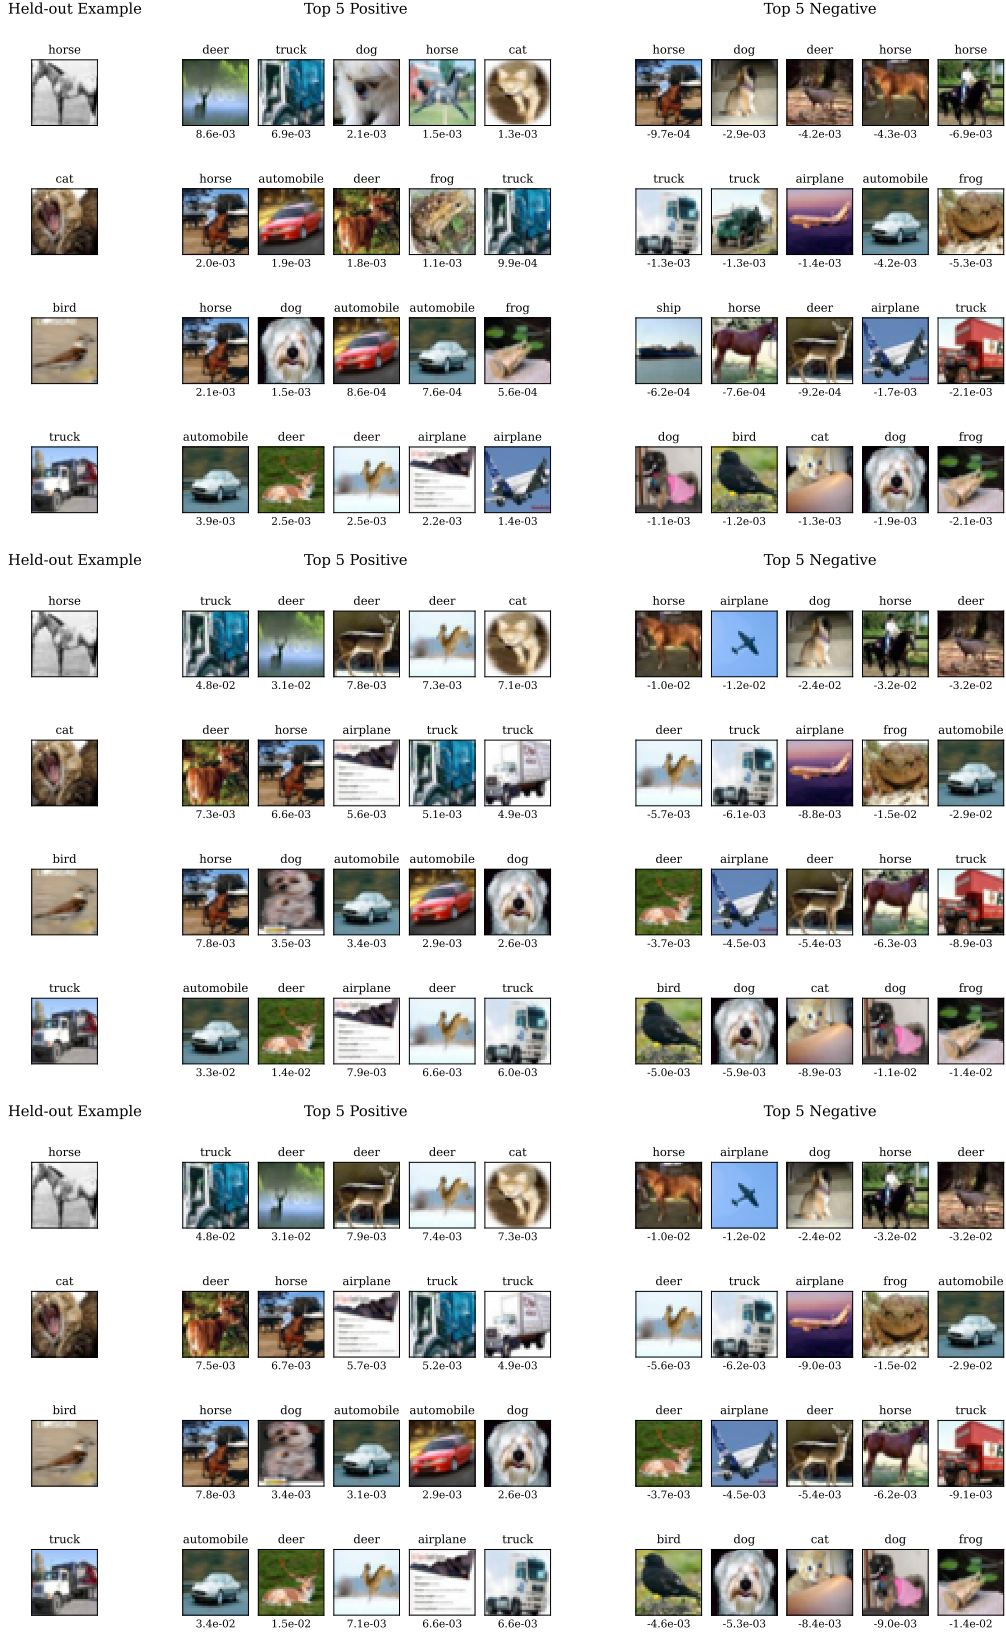 Held-out Example Top 5 Positive Top 5 Negative
horse deer truck dog horse cat horse dog deer horse horse
8.6e-03 6.9e-03 2.1e-03 1.5e-03 1.3e-03 -9.7e-04 -2.9e-03 -4.2e-03 -4.3e-03 -6.9e-03
cat horse automobile deer frog truck truck truck airplane automobile frog
2.0e-03 1.9e-03 1.8e-03 1.1e-03 9.9e-04 -1.3e-03 -1.3e-03 -1.4e-03 -4.2e-03 -5.3e-03
bird horse dog automobile automobile frog ship horse deer airplane truck
2.1e-03 1.5e-03 8.6e-04 7.6e-04 5.6e-04 -6.2e-04 -7.6e-04 -9.2e-04 -1.7e-03 -2.1e-03
truck automobile deer deer airplane airplane dog bird cat dog frog
3.9e-03 2.5e-03 2.5e-03 2.2e-03 1.4e-03 -1.1e-03 -1.2e-03 -1.3e-03 -1.9e-03 -2.1e-03
Held-out Example Top 5 Positive Top 5 Negative
horse truck deer deer deer cat horse airplane dog horse deer
4.8e-02 3.1e-02 7.8e-03 7.3e-03 7.1e-03 -1.0e-02 -1.2e-02 -2.4e-02 -3.2e-02 -3.2e-02
cat deer horse airplane truck truck deer truck airplane frog automobile
7.3e-03 6.6e-03 5.6e-03 5.1e-03 4.9e-03 -5.7e-03 -6.1e-03 -8.8e-03 -1.5e-02 -2.9e-02
bird horse dog automobile automobile dog deer airplane deer horse truck
7.8e-03 3.5e-03 3.4e-03 2.9e-03 2.6e-03 -3.7e-03 -4.5e-03 -5.4e-03 -6.3e-03 -8.9e-03
truck automobile deer airplane deer truck bird dog cat dog frog
3.3e-02 1.4e-02 7.9e-03 6.6e-03 6.0e-03 -5.0e-03 -5.9e-03 -8.9e-03 -1.1e-02 -1.4e-02
Held-out Example Top 5 Positive Top 5 Negative
horse truck deer deer deer cat horse airplane dog horse deer
4.8e-02 3.1e-02 7.9e-03 7.4e-03 7.3e-03 -1.0e-02 -1.2e-02 -2.4e-02 -3.2e-02 -3.2e-02
cat deer horse airplane truck truck deer truck airplane frog automobile
7.5e-03 6.7e-03 5.7e-03 5.2e-03 4.9e-03 -5.6e-03 -6.2e-03 -9.0e-03 -1.5e-02 -2.9e-02
bird horse dog automobile automobile dog deer airplane deer horse truck
7.8e-03 3.4e-03 3.1e-03 2.9e-03 2.6e-03 -3.7e-03 -4.5e-03 -5.4e-03 -6.2e-03 -9.1e-03
truck automobile deer deer airplane truck bird dog cat dog frog
3.4e-02 1.5e-02 7.1e-03 6.6e-03 6.6e-03 -4.6e-03 -5.3e-03 -8.4e-03 -9.0e-03 -1.4e-02